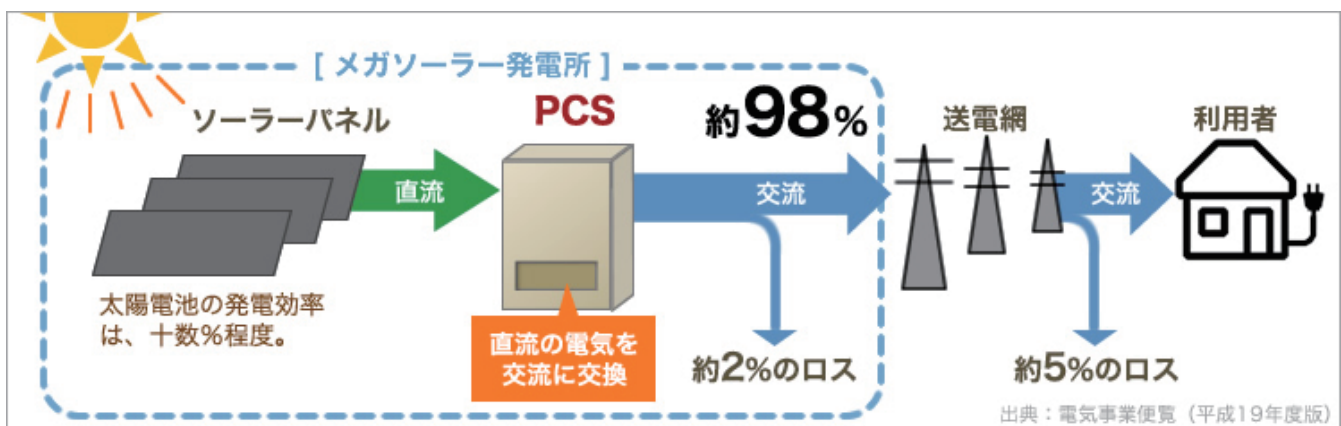 [ メガソーラー発電所 ]
ソーラーパネル
PCS
約98%
送電網
利用者
直流
交流
交流
太陽電池の発電効率
は、十数%程度。
直流の電気を
交流に交換
約2%のロス
約5%のロス
出典：電気事業便覧（平成19年度版）